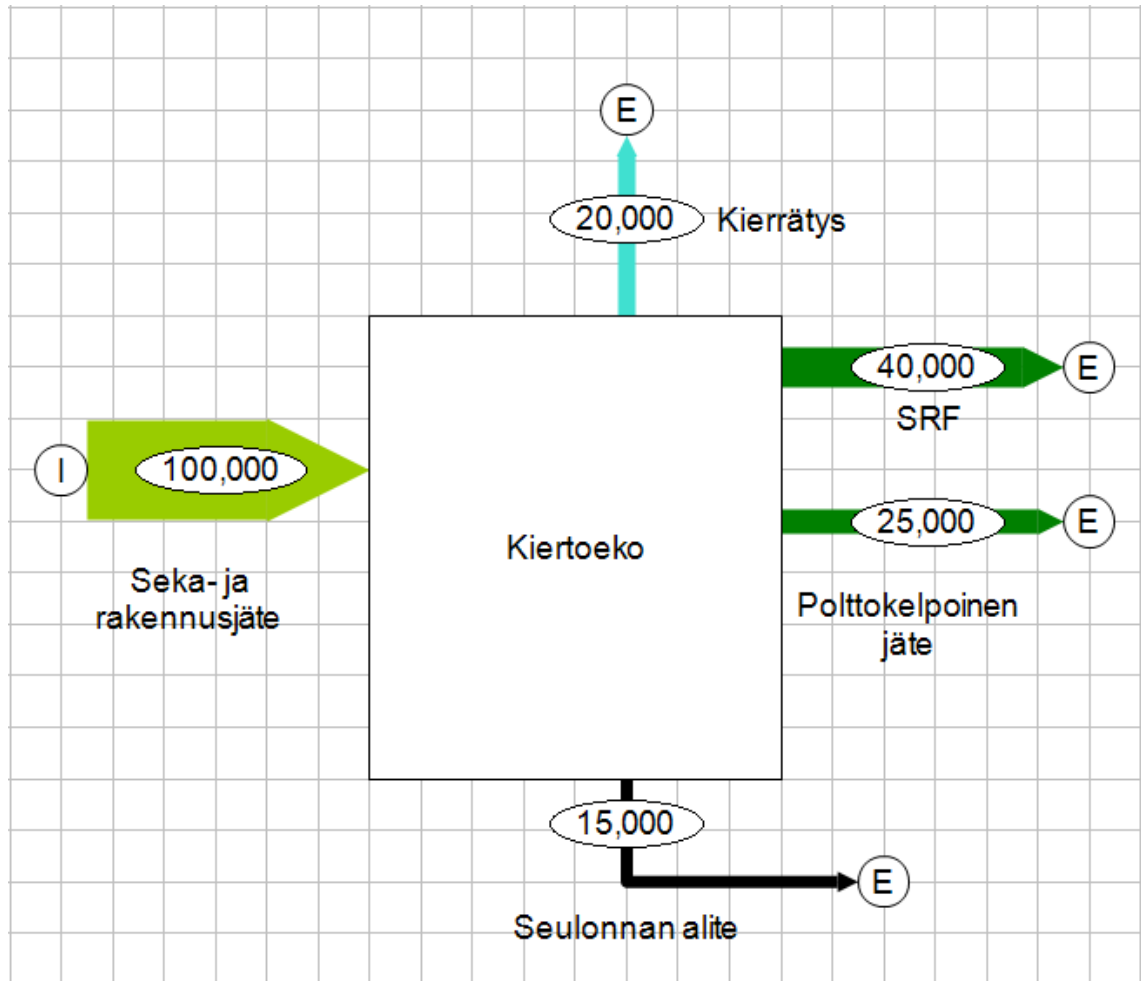 E
20,000
Kierrätys
40,000
E
SRF
I
100,000
25,000
E
Kiertoeko
Seka- ja
rakennusjäte
Polttokelpoinen
jäte
15,000
E
Seulonnan alite